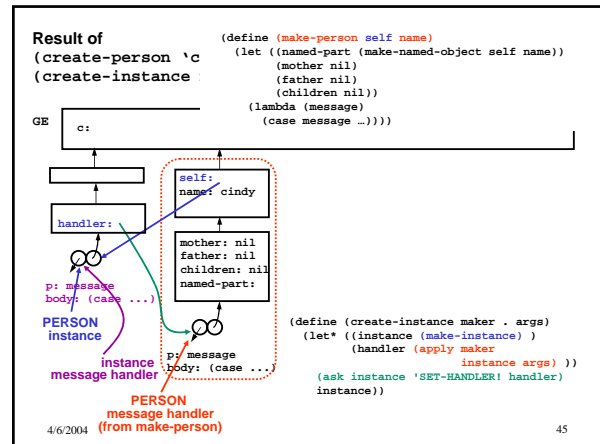 Result of
(create-person ‘c
(create-instance
(define (make-person self name)
(let ((named-part (make-named-object self name))
(mother nil)
(father nil)
(children nil))
(lambda (message)
(case message …))))
GE
c:
self:
name: cindy
handler:
mother: nil
father: nil
children: nil
named-part:
p: message
body: (case ...)
PERSON
instance
instance
message handler
p: message
body: (case ...)
PERSON
message handler
(from make-person)
(define (create-instance maker . args)
(let* ((instance (make-instance) )
(handler (apply maker
instance args) ))
(ask instance 'SET-HANDLER! handler)
instance))
4/6/2004
45